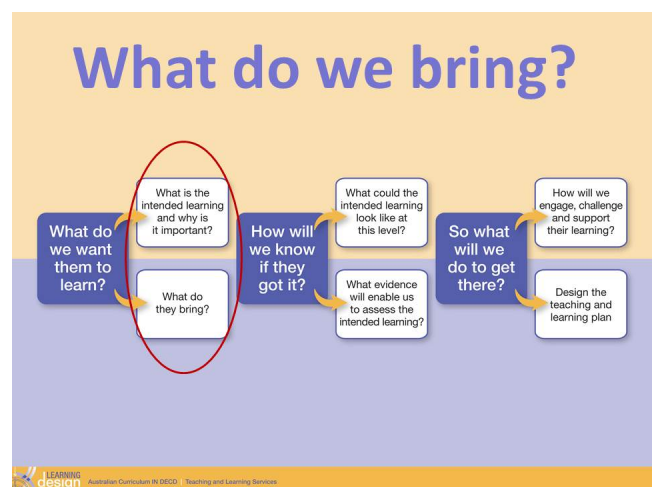 What do we bring?
What do
we want
them to
learn?
What is the
intended learning
and why is
it important?
What do
they bring?
How will
we know
if they
got it?
What could the
intended learning
look like at
this level?
What evidence
will enable us
to assess the
intended learning?
So what
will we
do to get
there?
How will we
engage, challenge
and support
their learning?
Design the
teaching and
learning plan
LEARNING
design
Australian Curriculum IN DECD | Teaching and Learning Services